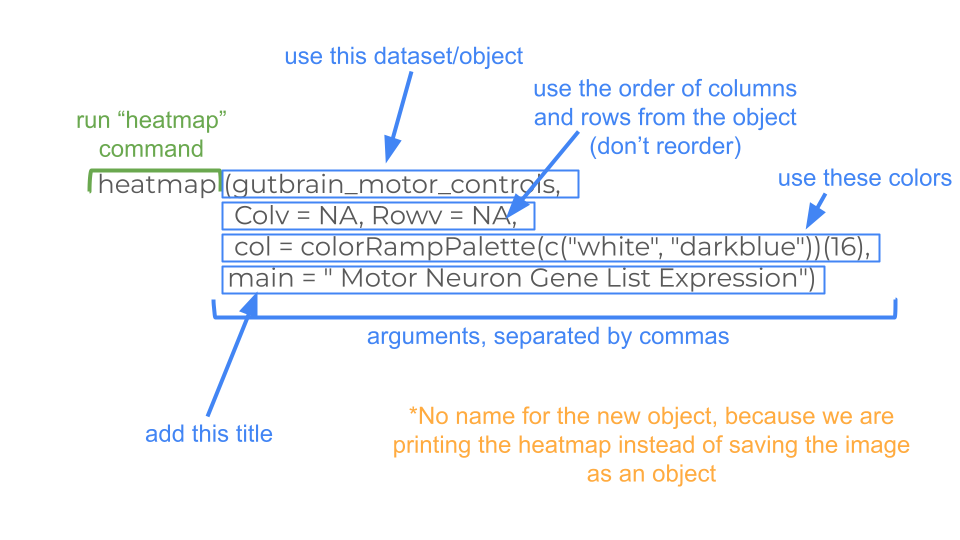 use this dataset/object
use the order of columns
and rows from the object
(don't reorder)
run “heatmap”
command
use these colors
heatmap(gutbrain_motor_controls,
Colv = NA, Rowv = NA,
col = colorRampPalette(c("white", "darkblue"))(16),
main = " Motor Neuron Gene List Expression")
arguments, separated by commas
add this title
*No name for the new object, because we are
printing the heatmap instead of saving the image
as an object